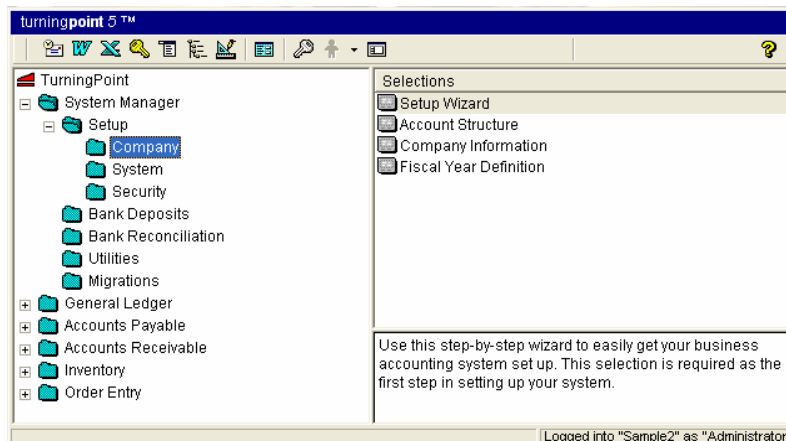 turningpoint 5 ™
TurningPoint
System Manager
Setup
Company
System
Security
Bank Deposits
Bank Reconciliation
Utilities
Migrations
General Ledger
Accounts Payable
Accounts Receivable
Inventory
Order Entry
Selections
Setup Wizard
Account Structure
Company Information
Fiscal Year Definition
Use this step-by-step wizard to easily get your business
accounting system set up. This selection is required as the
first step in setting up your system.
Logged into "Sample2" as "Administrator